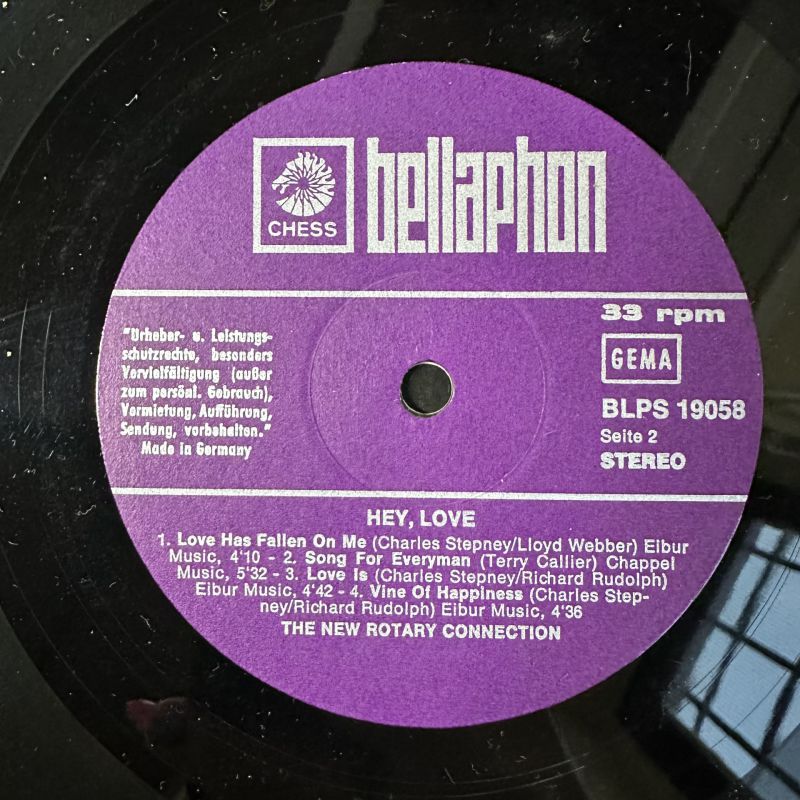 CHESS
bellaphon
33 rpm
GEMA
BLPS 19058
Seite 2
STEREO
"Urheber- u. Leistungs-
schutzrechte, besonders
Vervielfältigung (außer
zum persönl. Gebrauch),
Vermietung, Aufführung,
Sendung, vorbehalten."
Made in Germany
HEY, LOVE
1. Love Has Fallen On Me (Charles Stepney/Lloyd Webber) Eibur
Music, 4'10 - 2. Song For Everyman (Terry Callier) Chappel
Music, 5'32 - 3. Love Is (Charles Stepney/Richard Rudolph)
Eibur Music, 4'42 - 4. Vine Of Happiness (Charles Step-
ney/Richard Rudolph) Eibur Music, 4'36
THE NEW ROTARY CONNECTION